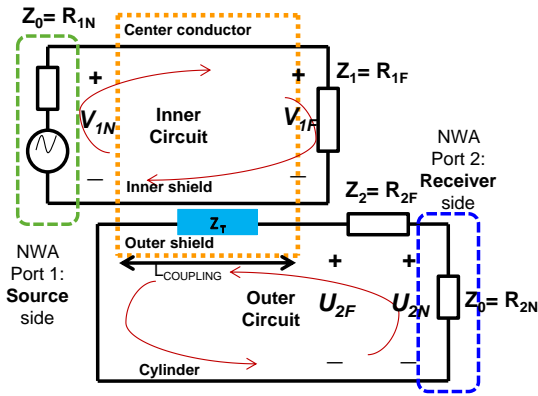 Z0= R1N
Center conductor
+
+
Z1= R1F
V1N
Inner
Circuit
V1F
NWA
Port 2:
Receiver
side
–
–
Inner shield
Z2= R2F
ZT
NWA
Port 1:
Source
side
Outer shield
LCOUPLING
+
+
Outer
Circuit
U2F
U2N
Z0= R2N
–
–
Cylinder